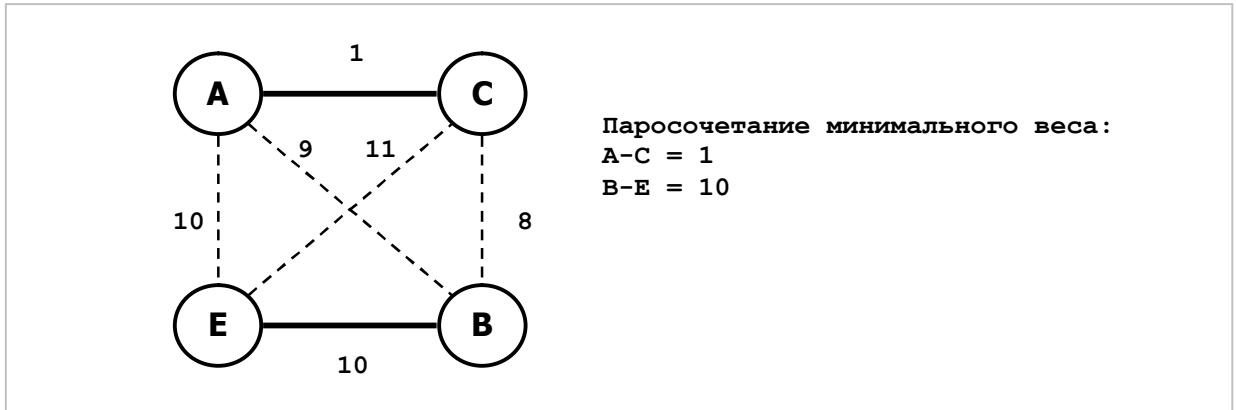 1
A
C
Паросочетание минимального веса:
A-C = 1
B-E = 10
9
11
10
8
E
B
10